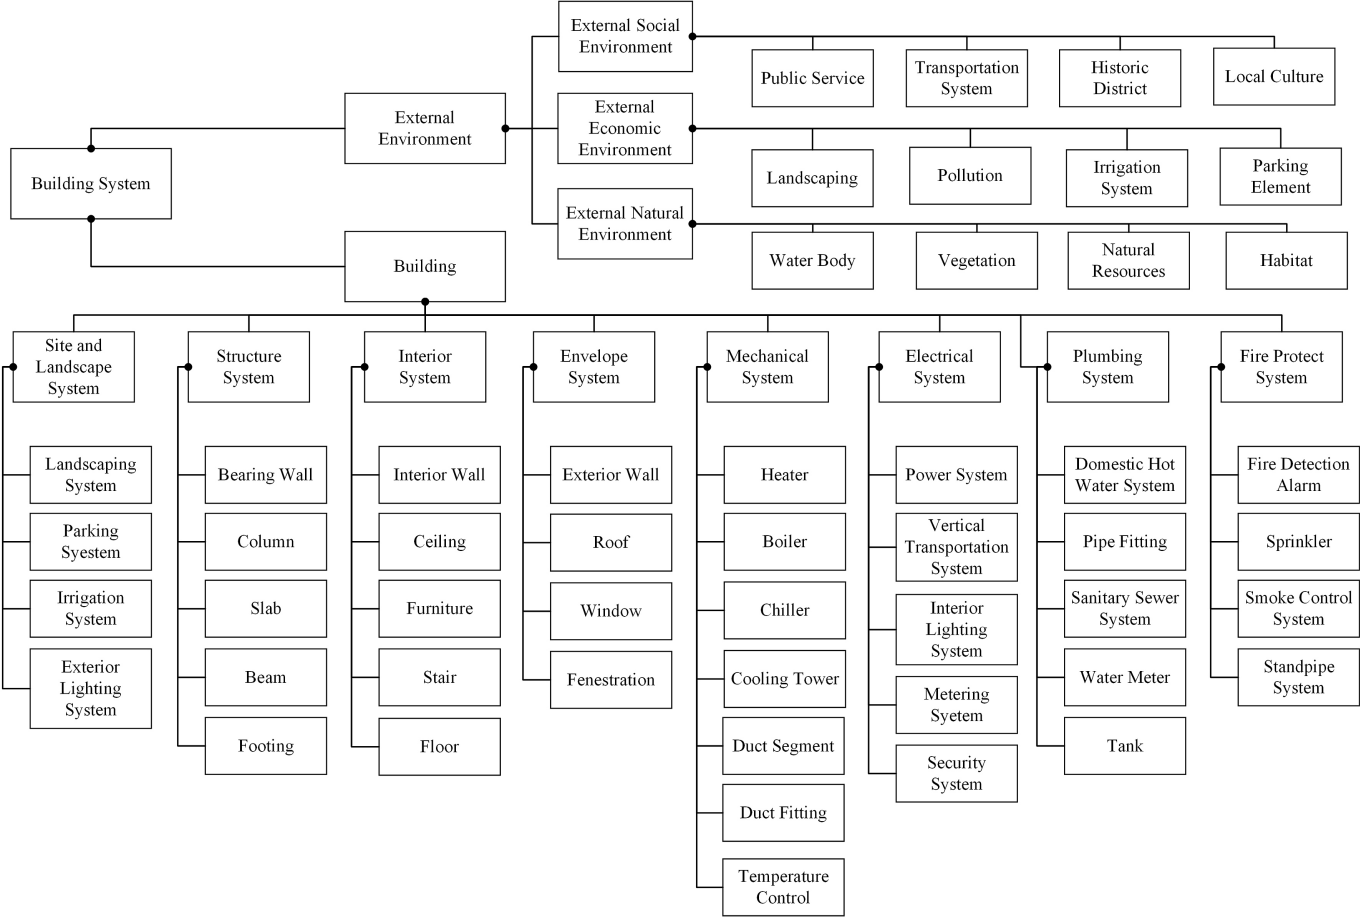 External Social
Environment
Public Service
Transportation
System
Historic
District
Local Culture
External
Environment
External
Economic
Environment
Landscaping
Pollution
Irrigation
System
Parking
Element
Building System
External Natural
Environment
Water Body
Vegetation
Natural
Resources
Habitat
Building
Site and
Landscape
System
Structure
System
Interior
System
Envelope
System
Mechanical
System
Electrical
System
Plumbing
System
Fire Protect
System
Landscaping
System
Parking
Syestem
Irrigation
System
Exterior
Lighting
System
Bearing Wall
Column
Slab
Beam
Footing
Interior Wall
Ceiling
Furniture
Stair
Floor
Exterior Wall
Roof
Window
Fenestration
Heater
Boiler
Chiller
Cooling Tower
Duct Segment
Duct Fitting
Temperature
Control
Power System
Vertical
Transportation
System
Interior
Lighting
System
Metering
Syetem
Security
System
Domestic Hot
Water System
Pipe Fitting
Sanitary Sewer
System
Water Meter
Tank
Fire Detection
Alarm
Sprinkler
Smoke Control
System
Standpipe
System